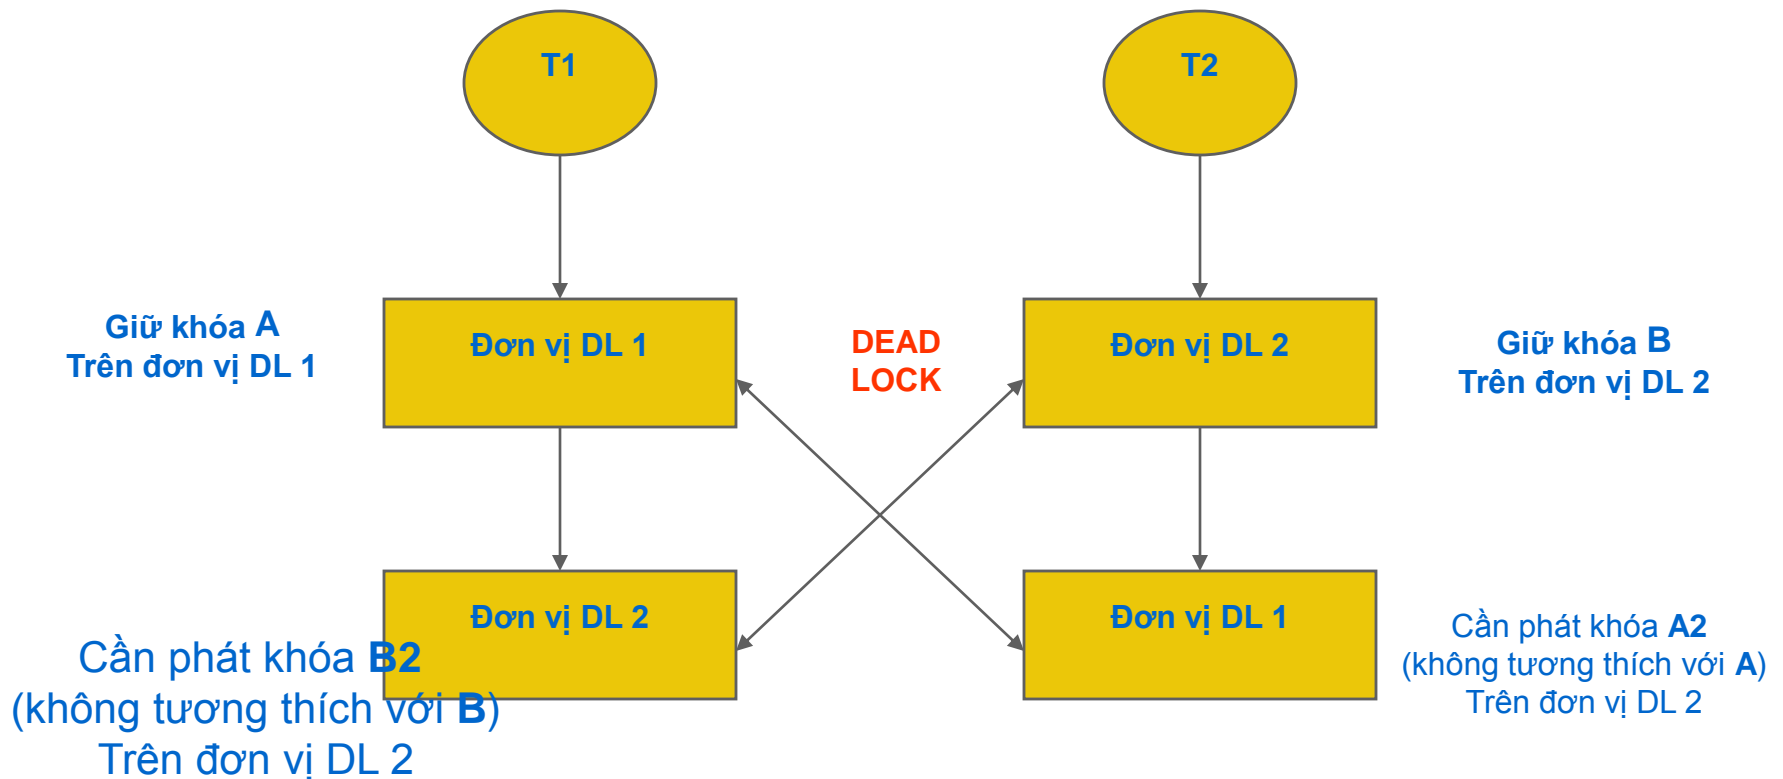 T1
T2
Giữ khóa A
Trên đơn vị DL 1
Đơn vị DL 1
DEAD
LOCK
Đơn vị DL 2
Giữ khóa B
Trên đơn vị DL 2
Đơn vị DL 2
Đơn vị DL 1
Cần phát khóa B2
(không tương thích với B)
Trên đơn vị DL 2
Cần phát khóa A2
(không tương thích với A)
Trên đơn vị DL 2